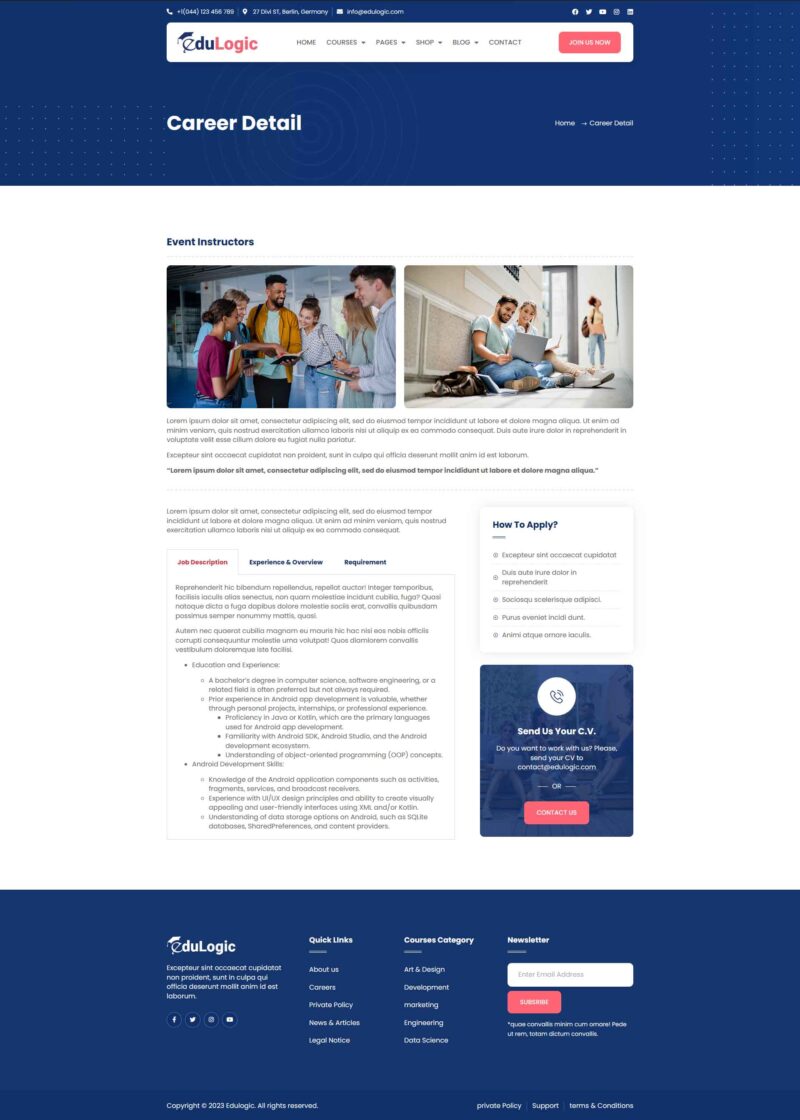 +1(044) 123 456 789
27 Divi ST, Berlin, Germany
info@edulogic.com
eduLogic
HOME
COURSES
PAGES
SHOP
BLOG
CONTACT
JOIN US NOW
Career Detail
Home → Career Detail
Event Instructors
Lorem ipsum dolor sit amet, consectetur adipiscing elit, sed do eiusmod tempor incididunt ut labore et dolore magna aliqua. Ut enim ad
minim veniam, quis nostrud exercitation ullamco laboris nisi ut aliquip ex ea commodo consequat. Duis aute irure dolor in reprehenderit in
voluptate velit esse cillum dolore eu fugiat nulla pariatur.
Excepteur sint occaecat cupidatat non proident, sunt in culpa qui officia deserunt mollit anim id est laborum.
"Lorem ipsum dolor sit amet, consectetur adipiscing elit, sed do eiusmod tempor incididunt ut labore et dolore magna aliqua."
Lorem ipsum dolor sit amet, consectetur adipiscing elit, sed do eiusmod tempor
incididunt ut labore et dolore magna aliqua. Ut enim ad minim veniam, quis nostrud
exercitation ullamco laboris nisi ut aliquip ex ea commodo consequat.
Job Description
Experience & Overview
Requirement
Reprehenderit hic bibendum repellendus, repellat auctor! Integer temporibus,
facilisis iaculis alias senectus, non quam molestiae incidunt cubilia, fuga? Quasi
natoque dicta a fuga dapibus dolore molestie sociis erat, convallis quibusdam
possimus semper nonummy mattis, quasi.
Autem nec quaerat cubilia magnam eu mauris hic hac nisi eos nobis officiis
corrupti consequuntur molestie urna volutpat! Quos diamlorem convallis
vestibulum doloremque iste facilisi.
Education and Experience:
A bachelor's degree in computer science, software engineering, or a
related field is often preferred but not always required.
Prior experience in Android app development is valuable, whether
through personal projects, internships, or professional experience.
Proficiency in Java or Kotlin, which are the primary languages
used for Android app development.
Familiarity with Android SDK, Android Studio, and the Android
development ecosystem.
Understanding of object-oriented programming (OOP) concepts.
Android Development Skills:
Knowledge of the Android application components such as activities,
fragments, services, and broadcast receivers.
Experience with UI/UX design principles and ability to create visually
appealing and user-friendly interfaces using XML and/or Kotlin.
Understanding of data storage options on Android, such as SQLite
databases, SharedPreferences, and content providers.
How To Apply?
Excepteur sint occaecat cupidatat
Duis aute irure dolor in
reprehenderit
Sociosqu scelerisque adipisci.
Purus eveniet incidi dunt.
Animi atque ornare iaculis.
Send Us Your C.V.
Do you want to work with us? Please,
send your CV to
contact@edulogic.com
OR
CONTACT US
eduLogic
Excepteur sint occaecat cupidatat
non proident, sunt in culpa qui
officia deserunt mollit anim id est
laborum.
Quick LInks
About us
Careers
Private Policy
News & Articles
Legal Notice
Courses Category
Art & Design
Development
marketing
Engineering
Data Science
Newsletter
Enter Email Address
SUBSRIBE
*quae convallis minim cum ornare! Pede
ut rem, totam dictum convallis.
Copyright © 2023 Edulogic. All rights reserved.
private Policy
Support
terms & Conditions